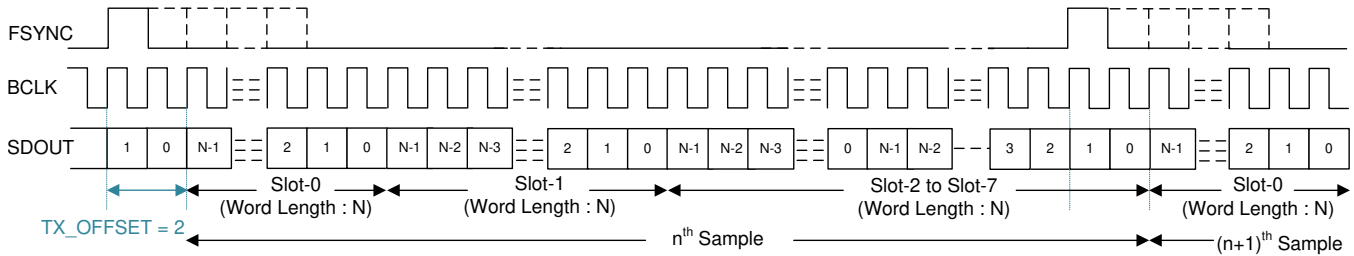 FSYNC
BCLK
SDOUT 1 0 N-1 2 1 0 N-1 N-2 N-3 2 1 0 N-1 N-2 N-3 0 N-1 N-2 3 2 1 0 N-1 2 1 0
Slot-0 Slot-1 Slot-2 to Slot-7 Slot-0
(Word Length : N) (Word Length : N) (Word Length : N) (Word Length : N)
TX_OFFSET = 2 nth Sample (n+1)th Sample